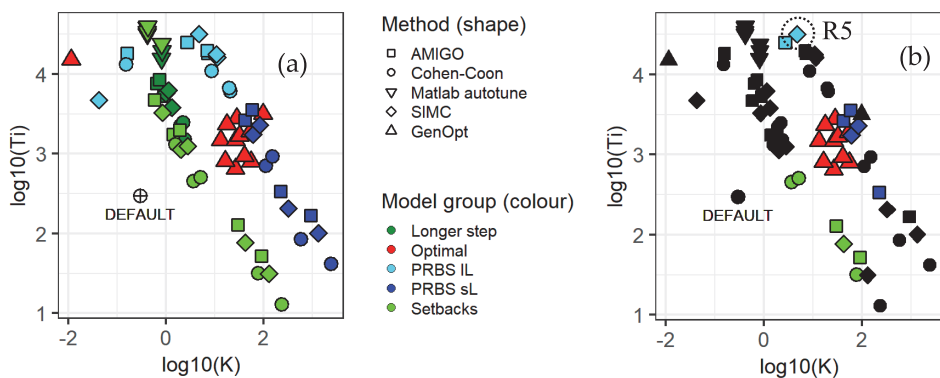 (a)
log10(Ti)
4
3
2
1
DEFAULT
-2
0
2
log10(K)
Method (shape)
AMIGO
Cohen-Coon
Matlab autotune
SIMC
GenOpt
Model group (colour)
Longer step
Optimal
PRBS lL
PRBS sL
Setbacks
R5
(b)
log10(Ti)
4
3
2
1
DEFAULT
-2
0
2
log10(K)